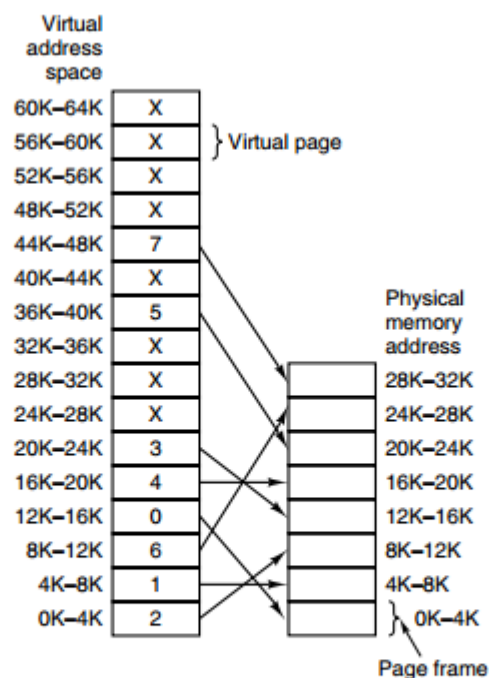 Virtual
address
space
60K–64K X
56K–60K X } Virtual page
52K–56K X
48K–52K X
44K–48K 7
40K–44K X
36K–40K 5
32K–36K X
28K–32K X
24K–28K X
20K–24K 3
16K–20K 4
12K–16K 0
8K–12K 6
4K–8K 1
0K–4K 2
Physical
memory
address
28K–32K
24K–28K
20K–24K
16K–20K
12K–16K
8K–12K
4K–8K
0K–4K
Page frame